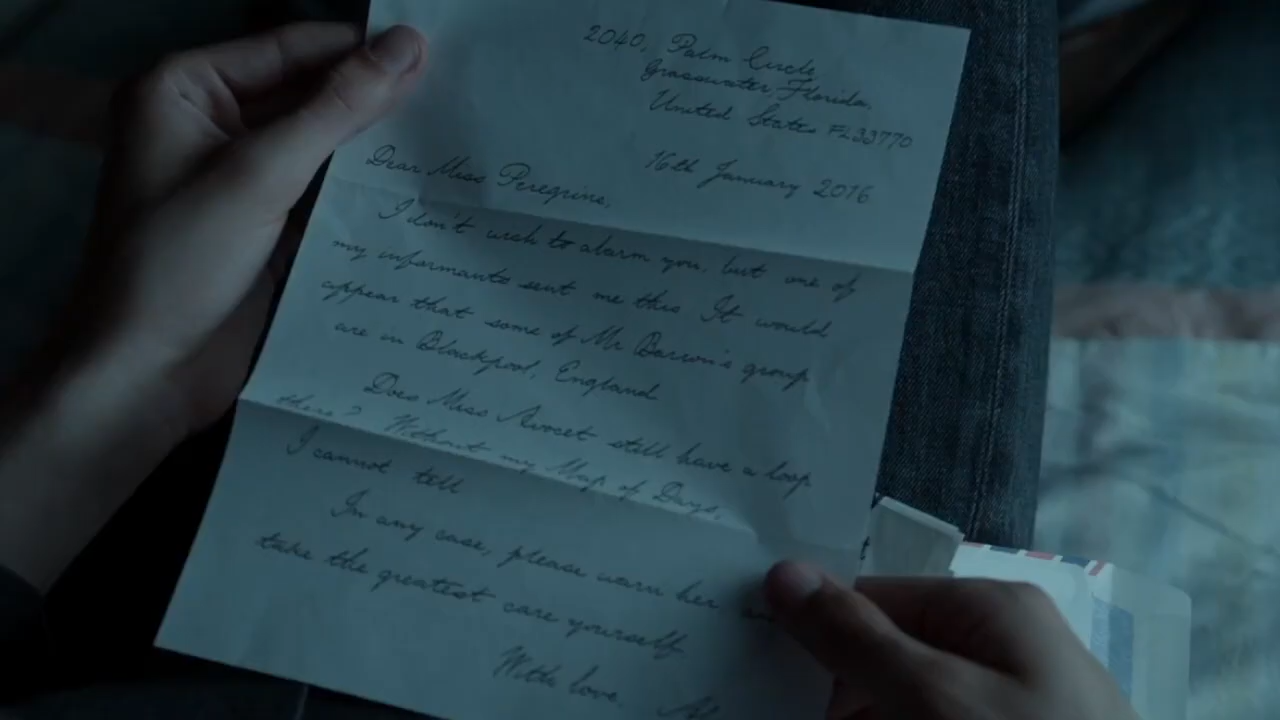 2040, Palm Circle
Grasswater, Florida.
United States FL33770
16th January 2016
Dear Miss Peregrine,
I don't wish to alarm you, but one of
my informants sent me this. It would
appear that some of Mr Barron's group
are in Blackpool, England
Does Miss Avocet still have a loop
there? Without my Map of Days,
I cannot tell
In any case, please warn her
take the greatest care yourself
With love,